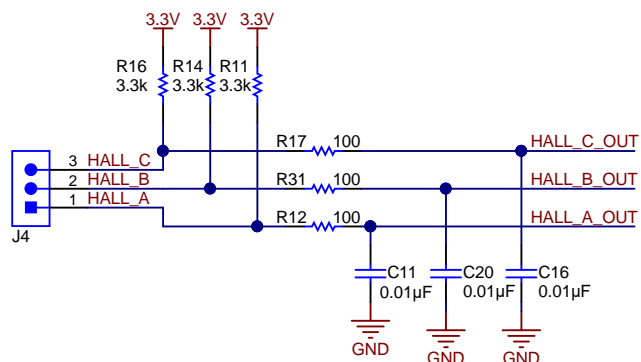 3.3V 3.3V 3.3V
R16 R14 R11
3.3k 3.3k 3.3k
R17 100 HALL_C_OUT
3 HALL_C
2 HALL_B R31 100 HALL_B_OUT
1 HALL_A
R12 100 HALL_A_OUT
J4
C11 C20 C16
0.01µF 0.01µF 0.01µF
GND GND GND